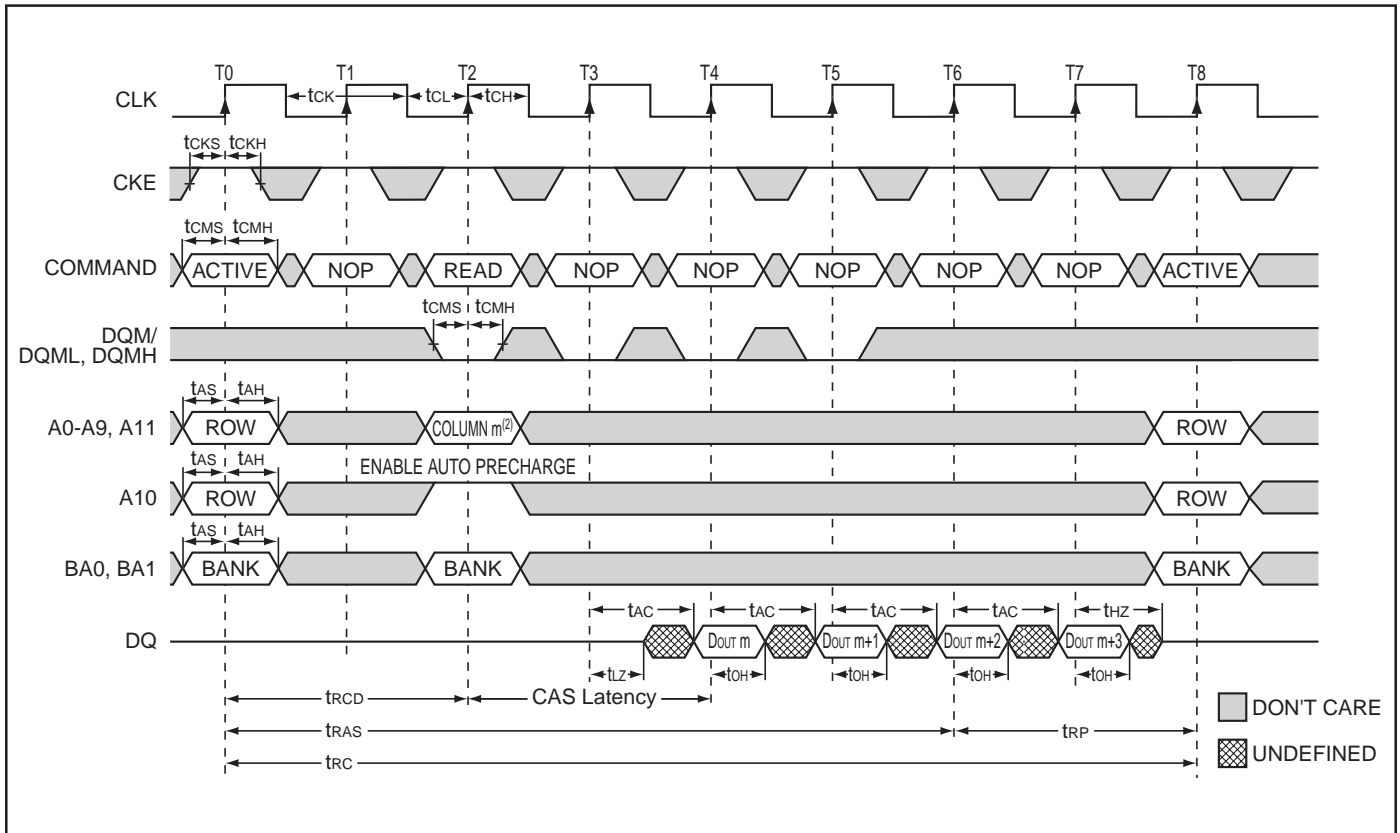 T0 T1 T2 T3 T4 T5 T6 T7 T8
CLK tCK tCL tCH
tCKS tCKH
CKE
tCMS tCMH
COMMAND ACTIVE NOP READ NOP NOP NOP NOP NOP ACTIVE
tCMS tCMH
DQM/
DQML, DQMH
tAS tAH
A0-A9, A11 ROW COLUMN m(2) ROW
tAS tAH ENABLE AUTO PRECHARGE
A10 ROW ROW
tAS tAH
BA0, BA1 BANK BANK BANK
tAC tAC tAC tAC tHZ
DQ DOUT m DOUT m+1 DOUT m+2 DOUT m+3
tLZ tOH tOH tOH tOH
tRCD CAS Latency
DON'T CARE
tRAS tRP
UNDEFINED
tRC